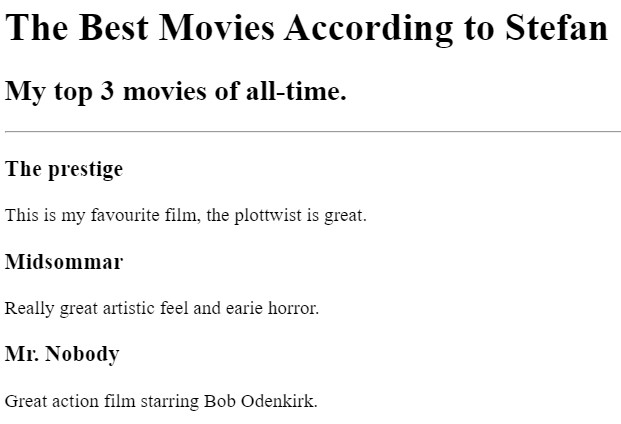 The Best Movies According to Stefan
My top 3 movies of all-time.
The prestige
This is my favourite film, the plottwist is great.
Midsommar
Really great artistic feel and earie horror.
Mr. Nobody
Great action film starring Bob Odenkirk.